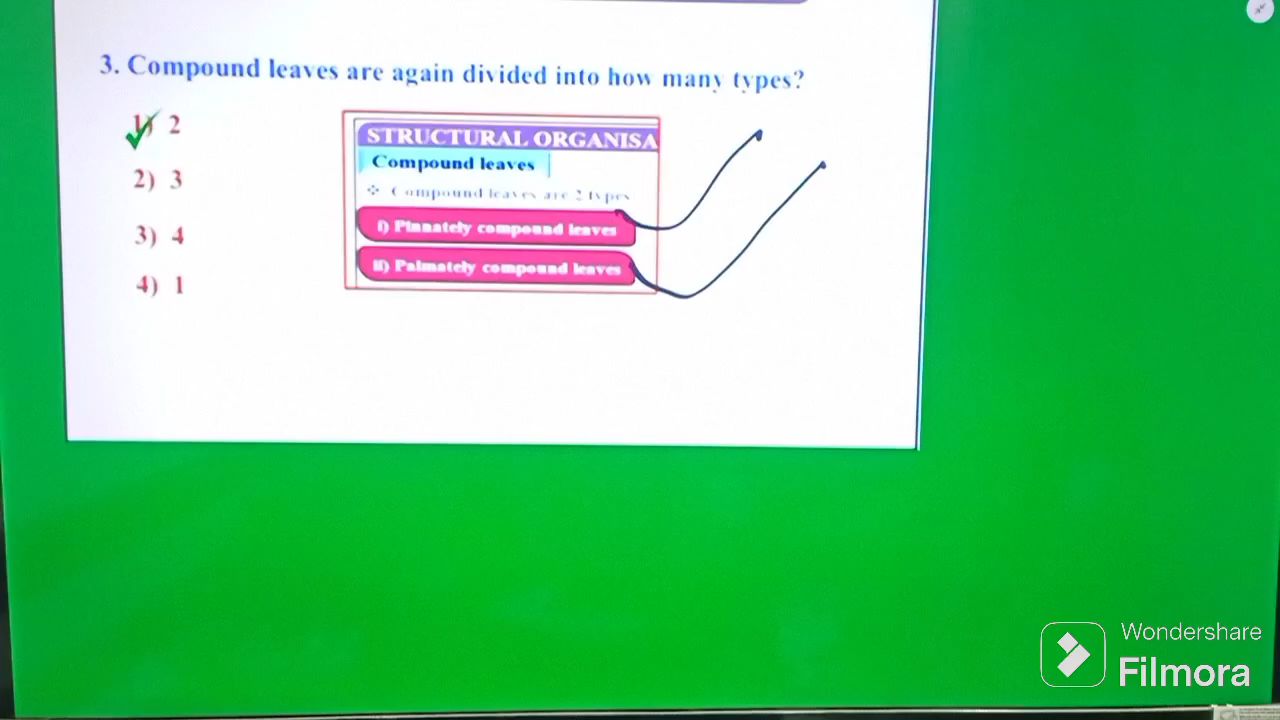 3. Compound leaves are again divided into how many types?
1) 2
2) 3
3) 4
4) 1
STRUCTURAL ORGANISA
Compound leaves
❖ Compound leaves are 2 types
i) Pinnately compound leaves
ii) Palmately compound leaves
Wondershare
Filmora